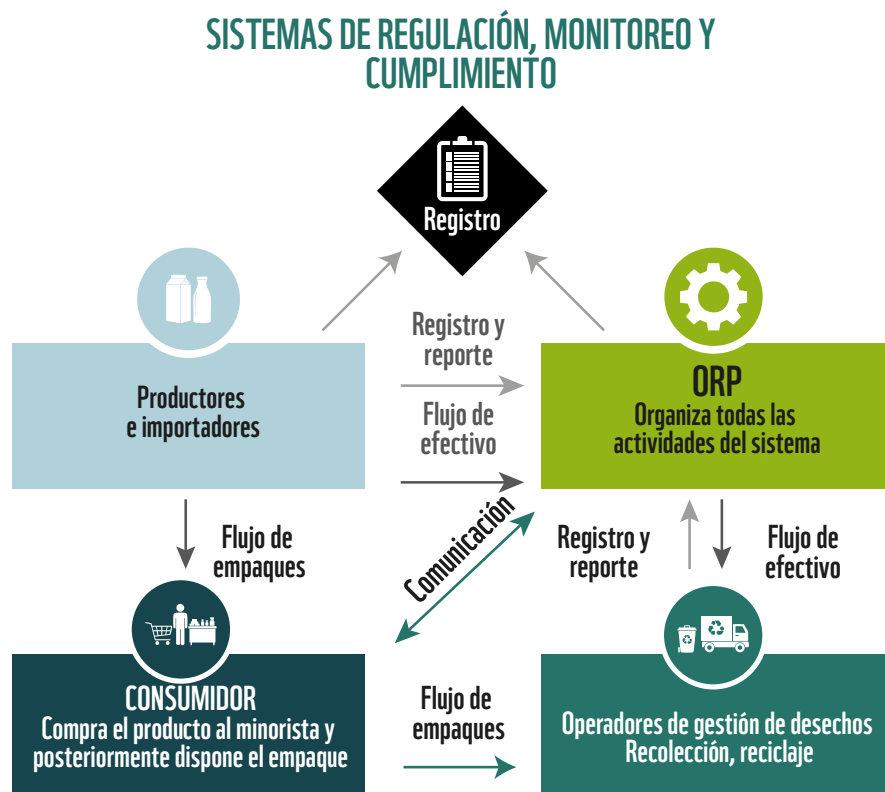 SISTEMAS DE REGULACIÓN, MONITOREO Y
CUMPLIMIENTO
Registro
Productores
e importadores
Registro y
reporte
Flujo de
efectivo
ORP
Organiza todas las
actividades del sistema
Flujo de
empaques
Comunicación
Registro y
reporte
Flujo de
efectivo
CONSUMIDOR
Compra el producto al minorista y
posteriormente dispone el empaque
Flujo de
empaques
Operadores de gestión de desechos
Recolección, reciclaje